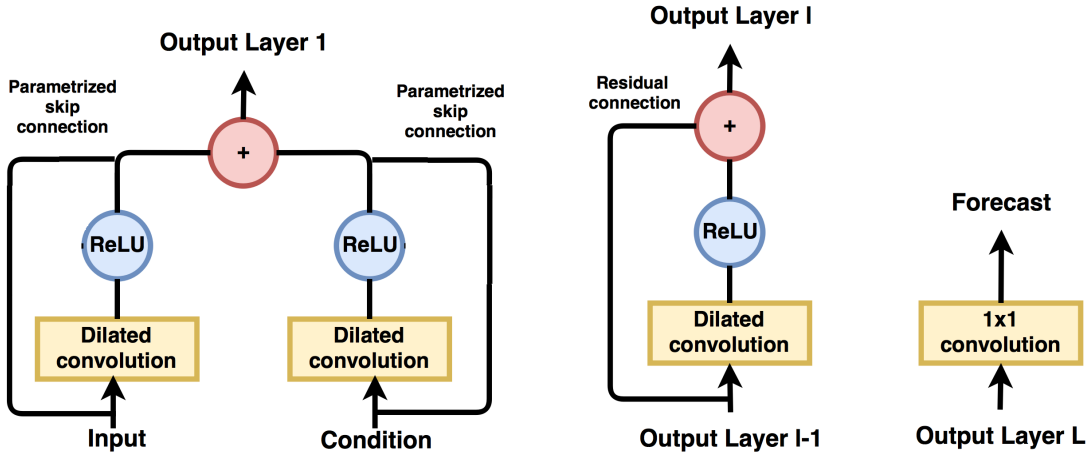 Output Layer 1
Parametrized
skip
connection
Parametrized
skip
connection
+
ReLU
ReLU
Dilated
convolution
Dilated
convolution
Input
Condition
Output Layer l
Residual
connection
+
ReLU
Dilated
convolution
Output Layer l-1
Forecast
1x1
convolution
Output Layer L